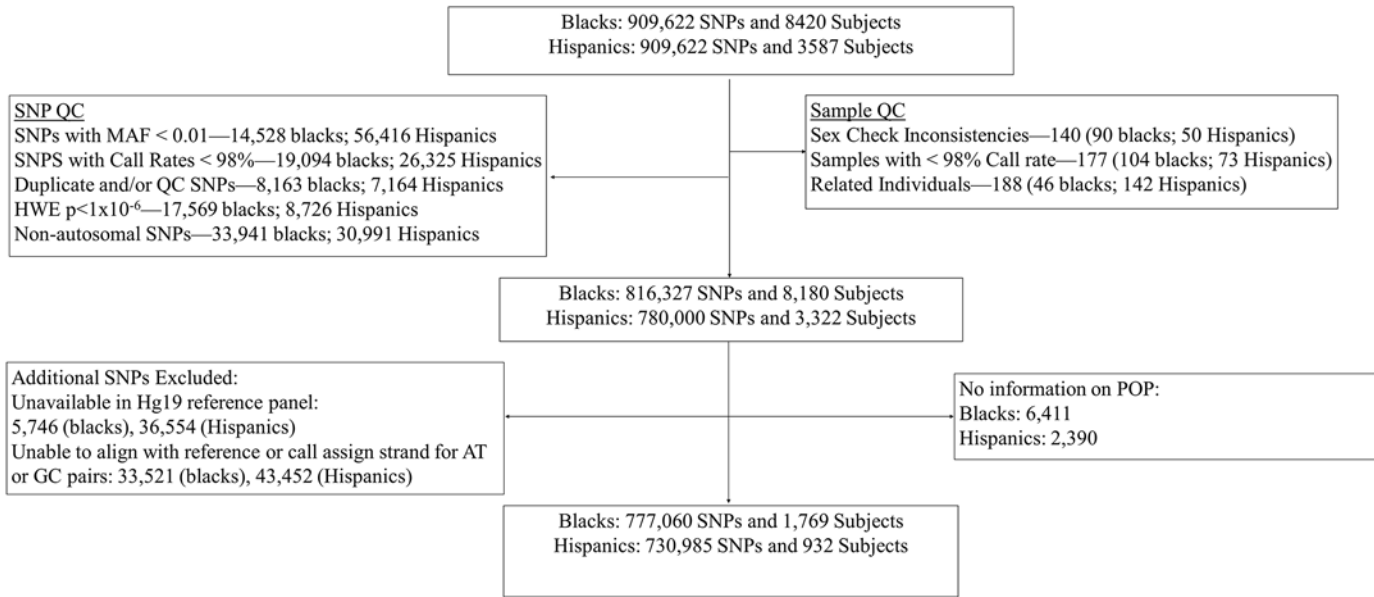 Blacks: 909,622 SNPs and 8420 Subjects
Hispanics: 909,622 SNPs and 3587 Subjects
SNP QC
SNPs with MAF < 0.01—14,528 blacks; 56,416 Hispanics
SNPS with Call Rates < 98%—19,094 blacks; 26,325 Hispanics
Duplicate and/or QC SNPs—8,163 blacks; 7,164 Hispanics
HWE p<1x10⁻⁶—17,569 blacks; 8,726 Hispanics
Non-autosomal SNPs—33,941 blacks; 30,991 Hispanics
Sample QC
Sex Check Inconsistencies—140 (90 blacks; 50 Hispanics)
Samples with < 98% Call rate—177 (104 blacks; 73 Hispanics)
Related Individuals—188 (46 blacks; 142 Hispanics)
Blacks: 816,327 SNPs and 8,180 Subjects
Hispanics: 780,000 SNPs and 3,322 Subjects
Additional SNPs Excluded:
Unavailable in Hg19 reference panel:
5,746 (blacks), 36,554 (Hispanics)
Unable to align with reference or call assign strand for AT
or GC pairs: 33,521 (blacks), 43,452 (Hispanics)
No information on POP:
Blacks: 6,411
Hispanics: 2,390
Blacks: 777,060 SNPs and 1,769 Subjects
Hispanics: 730,985 SNPs and 932 Subjects